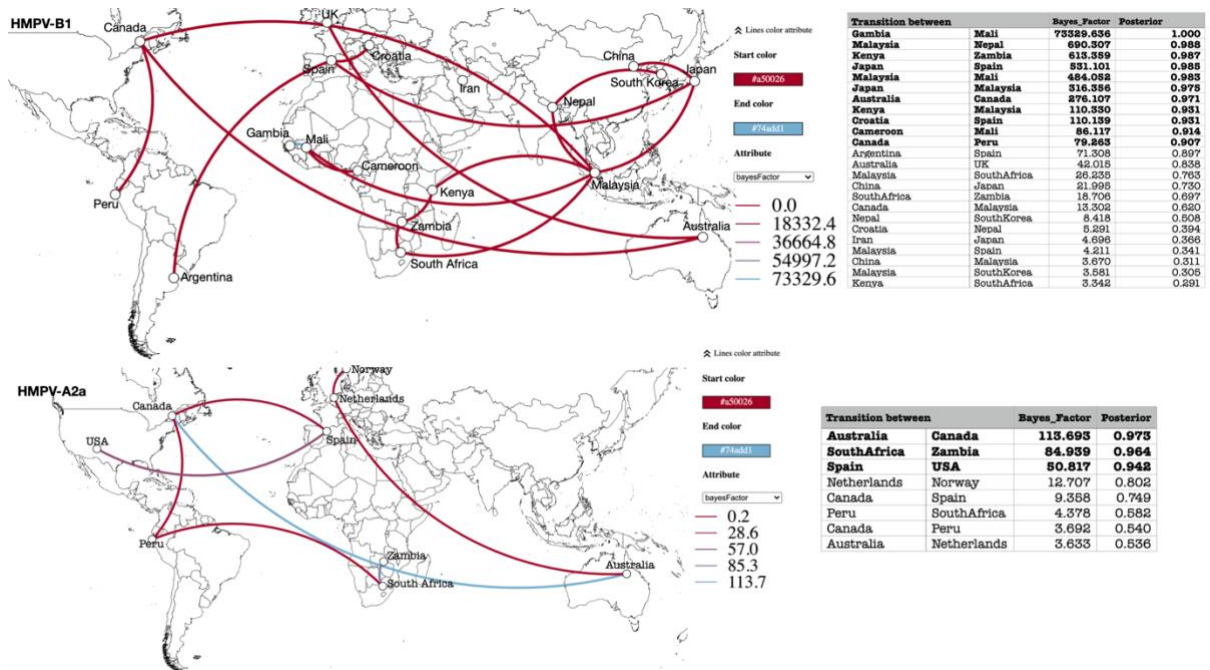 HMPV-B1
Canada
UK
Croatia
Spain
Iran
China
South Korea
Japan
Nepal
Gambia
Mali
Cameroon
Kenya
Malaysia
Peru
Zambia
South Africa
Australia
Argentina
Lines color attribute
Start color
#a50026
End color
#74add1
Attribute
bayesFactor
0.0
18332.4
36664.8
54997.2
73329.6
Transition between Bayes_Factor Posterior
Gambia Mali 73329.636 1.000
Malaysia Nepal 690.307 0.988
Kenya Zambia 613.359 0.987
Japan Spain 531.101 0.985
Malaysia Mali 484.052 0.983
Japan Malaysia 316.356 0.975
Australia Canada 276.107 0.971
Kenya Malaysia 110.330 0.931
Croatia Spain 110.139 0.931
Cameroon Mali 86.117 0.914
Canada Peru 79.263 0.907
Argentina Spain 71.308 0.897
Australia UK 42.015 0.838
Malaysia SouthAfrica 26.235 0.763
China Japan 21.995 0.730
SouthAfrica Zambia 18.706 0.697
Canada Malaysia 13.302 0.620
Nepal SouthKorea 8.418 0.508
Croatia Nepal 5.291 0.394
Iran Japan 4.696 0.366
Malaysia Spain 4.211 0.341
China Malaysia 3.670 0.311
Malaysia SouthKorea 3.581 0.305
Kenya SouthAfrica 3.342 0.291
HMPV-A2a
Norway
Netherlands
Canada
USA
Spain
Peru
Zambia
South Africa
Australia
Lines color attribute
Start color
#a50026
End color
#74add1
Attribute
bayesFactor
0.2
28.6
57.0
85.3
113.7
Transition between Bayes_Factor Posterior
Australia Canada 113.693 0.973
SouthAfrica Zambia 84.939 0.964
Spain USA 50.817 0.942
Netherlands Norway 12.707 0.802
Canada Spain 9.358 0.749
Peru SouthAfrica 4.378 0.582
Canada Peru 3.692 0.540
Australia Netherlands 3.633 0.536